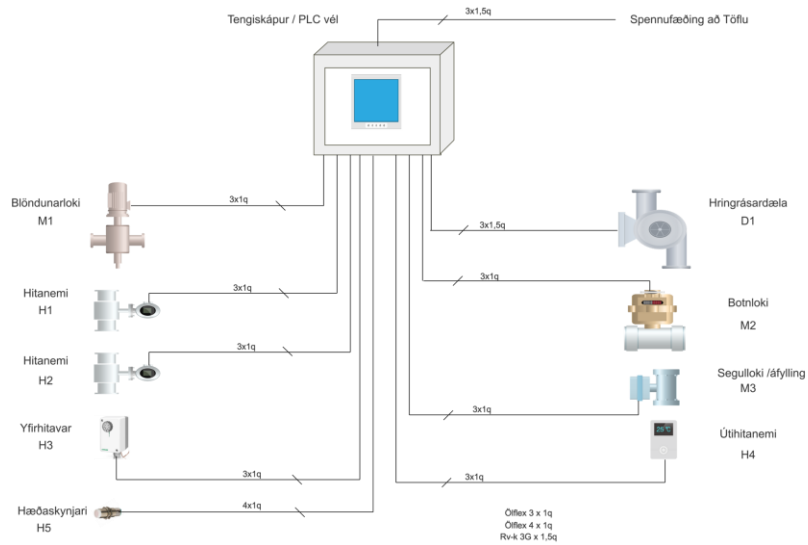 Tengiskápur / PLC vél
3x1,5q
Spennufæðing að Töflu
Blöndunarloki
M1
3x1q
Hringrásardæla
D1
3x1,5q
Hitanemi
H1
3x1q
3x1q
Botnloki
M2
Hitanemi
H2
3x1q
Segulloki /áfylling
M3
3x1q
Yfirhitavar
H3
3x1q
Útihitanemi
H4
3x1q
Hæðaskynjari
H5
4x1q
Ölflex 3 x 1q
Ölflex 4 x 1q
Rv-k 3G x 1,5q